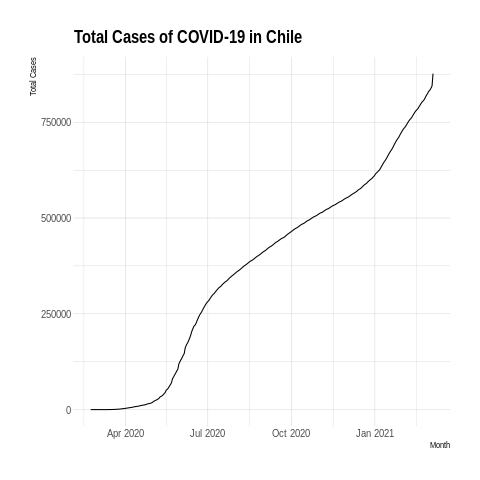 Total Cases of COVID-19 in Chile
Total Cases
750000
500000
250000
0
Apr 2020
Jul 2020
Oct 2020
Jan 2021
Month